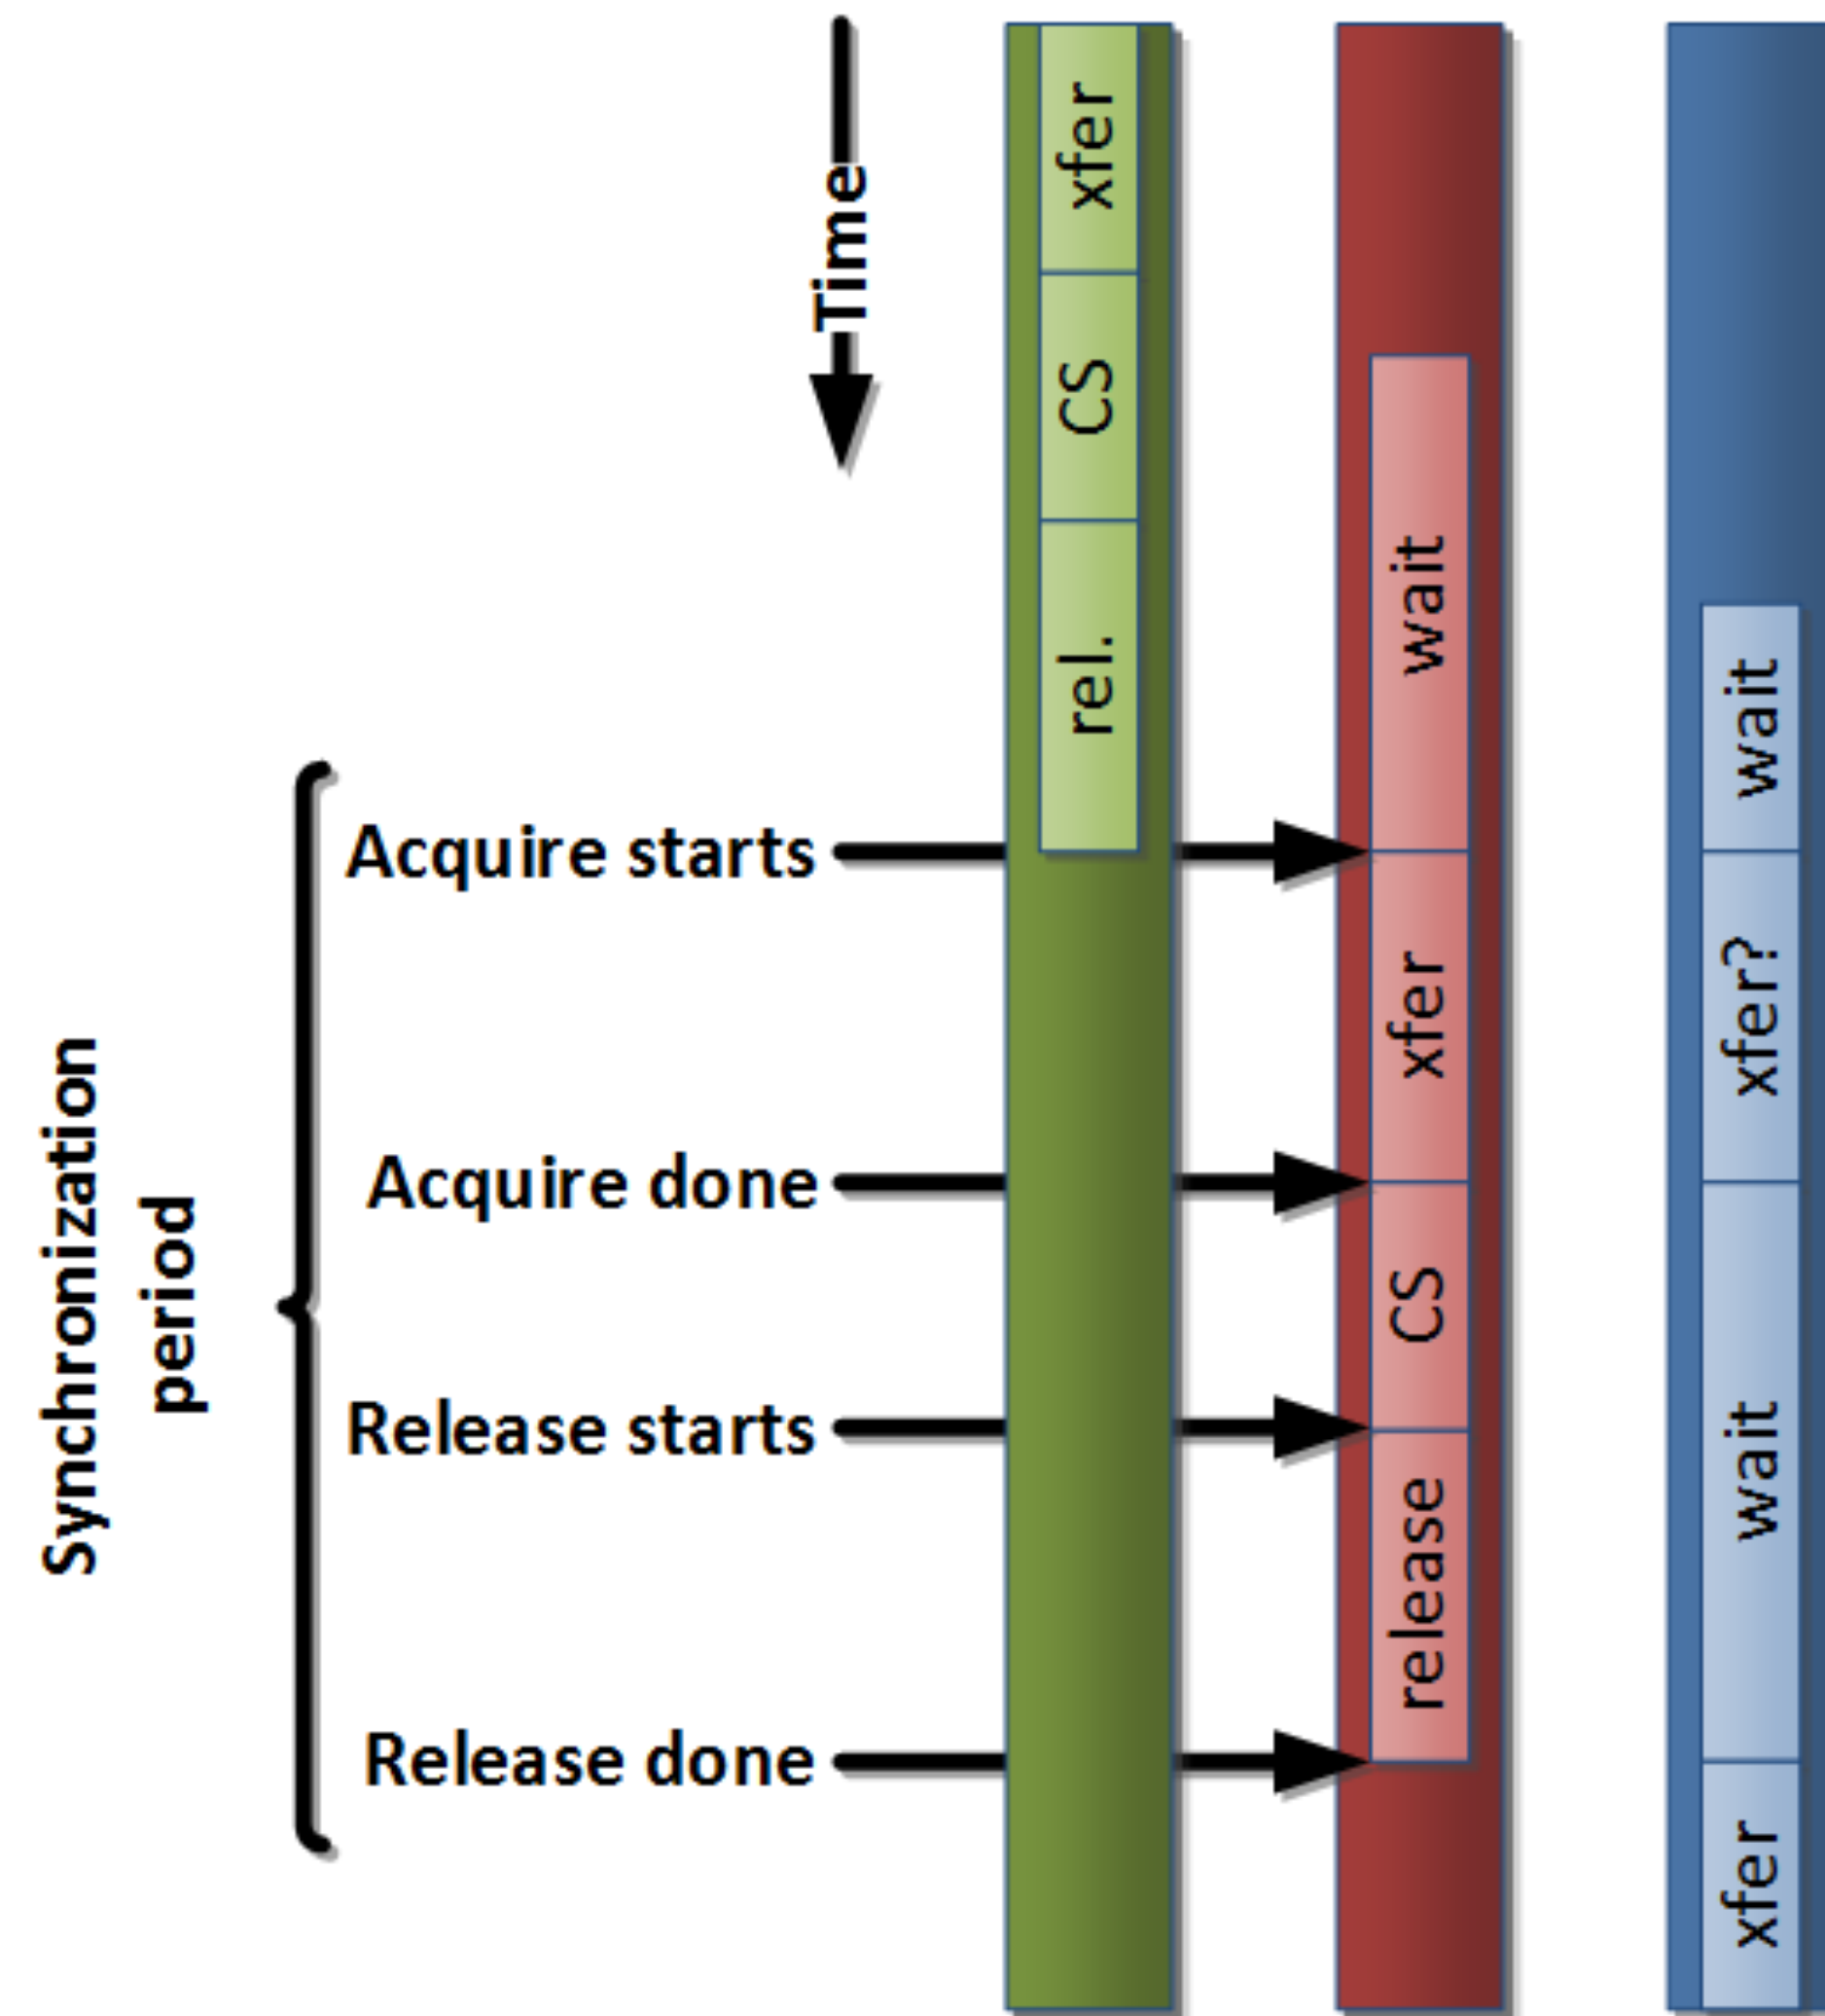 Time
Synchronization
period
Acquire starts
Acquire done
Release starts
Release done
xfer
CS
rel.
wait
xfer
CS
release
wait
xfer?
wait
xfer